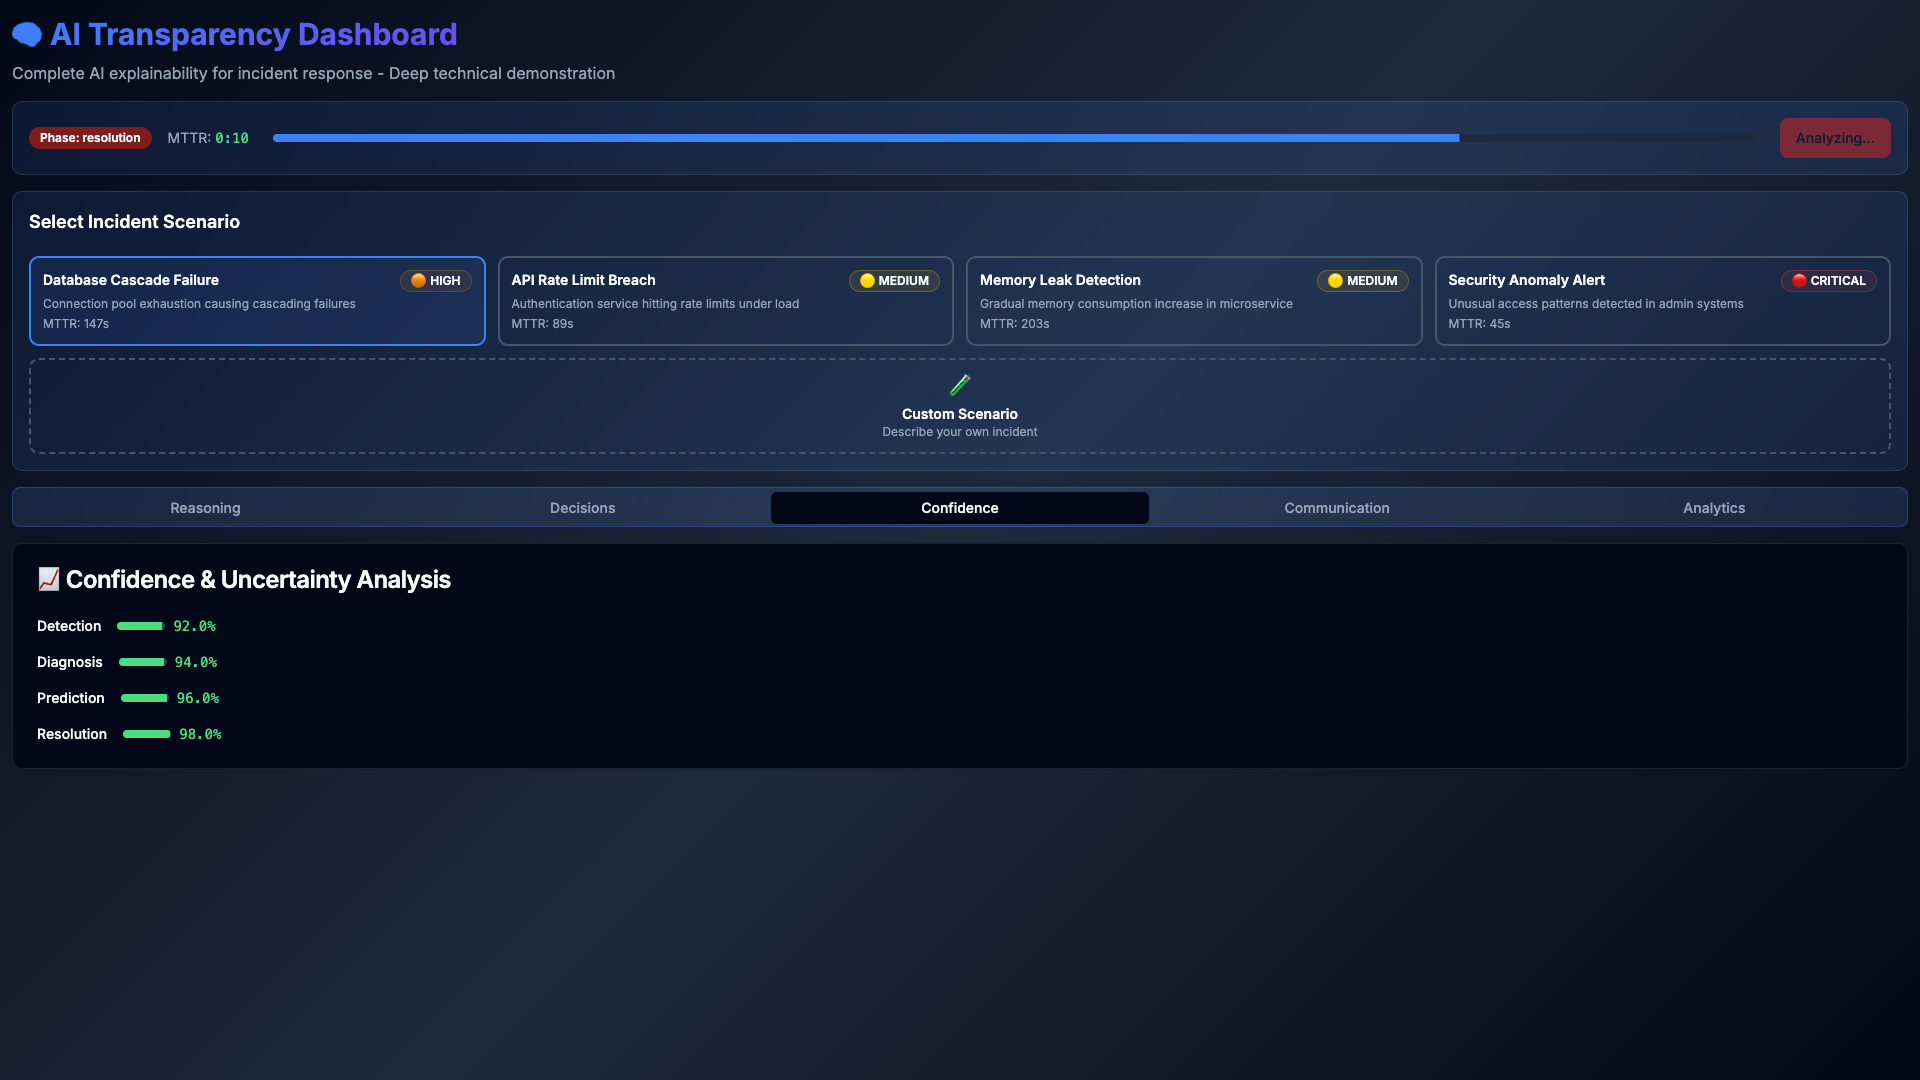 AI Transparency Dashboard
Complete AI explainability for incident response - Deep technical demonstration
Phase: resolution MTTR: 0:10 Analyzing...
Select Incident Scenario
Database Cascade Failure HIGH
Connection pool exhaustion causing cascading failures
MTTR: 147s
API Rate Limit Breach MEDIUM
Authentication service hitting rate limits under load
MTTR: 89s
Memory Leak Detection MEDIUM
Gradual memory consumption increase in microservice
MTTR: 203s
Security Anomaly Alert CRITICAL
Unusual access patterns detected in admin systems
MTTR: 45s
Custom Scenario
Describe your own incident
Reasoning Decisions Confidence Communication Analytics
Confidence & Uncertainty Analysis
Detection 92.0%
Diagnosis 94.0%
Prediction 96.0%
Resolution 98.0%